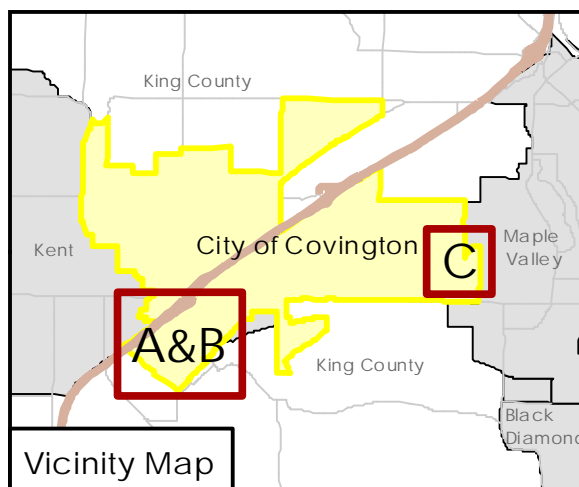 King County
Kent
City of Covington
C
Maple
Valley
A&B
King County
Black
Diamond
Vicinity Map